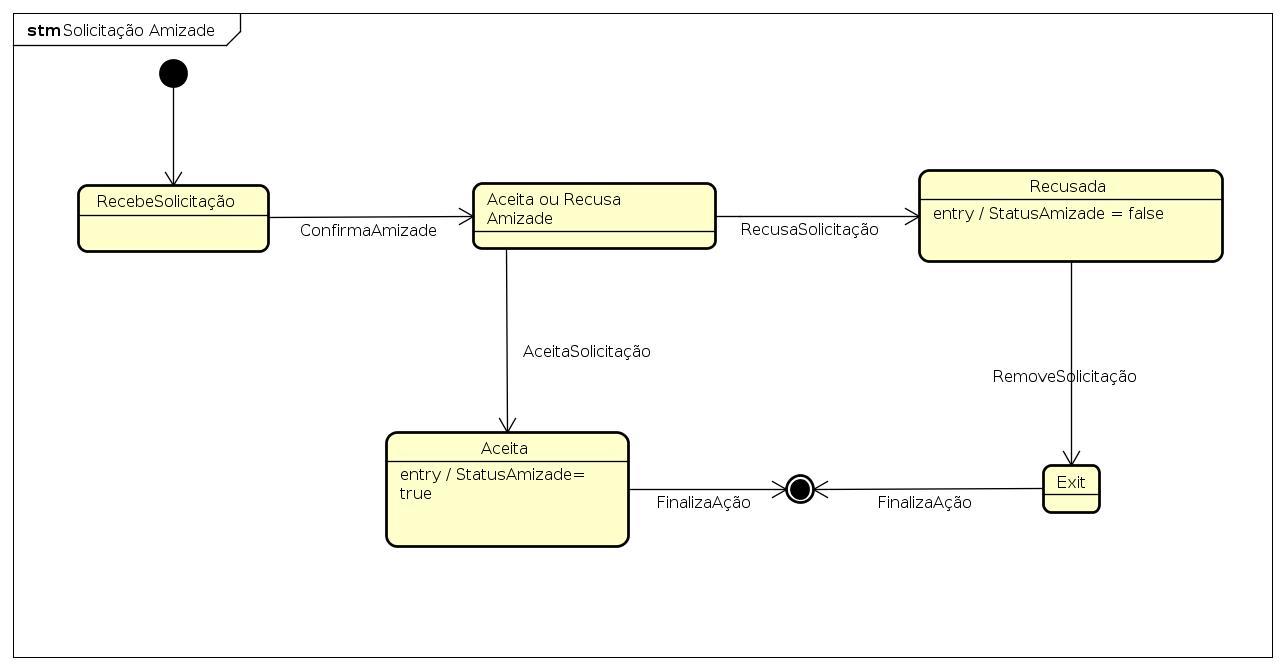 stm Solicitação Amizade
RecebeSolicitação
ConfirmaAmizade
Aceita ou Recusa
Amizade
RecusaSolicitação
Recusada
entry / StatusAmizade = false
AceitaSolicitação
RemoveSolicitação
Aceita
entry / StatusAmizade=
true
FinalizaAção
FinalizaAção
Exit